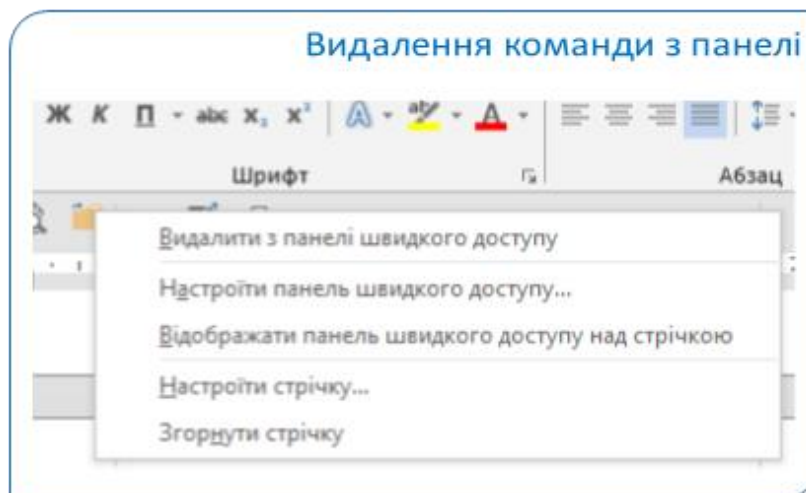 Видалення команди з панелі
Ж К П abc X₂ X² A aby A
Шрифт Абзац
Видалити з панелі швидкого доступу
Настроїти панель швидкого доступу...
Відображати панель швидкого доступу над стрічкою
Настроїти стрічку...
Згорнути стрічку